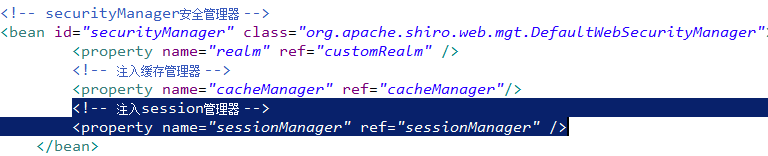 <!-- securityManager安全管理器 -->
<bean id="securityManager" class="org.apache.shiro.web.mgt.DefaultWebSecurityManager">
<property name="realm" ref="customRealm" />
<!-- 注入缓存管理器 -->
<property name="cacheManager" ref="cacheManager"/>
<!-- 注入session管理器 -->
<property name="sessionManager" ref="sessionManager" />
</bean>